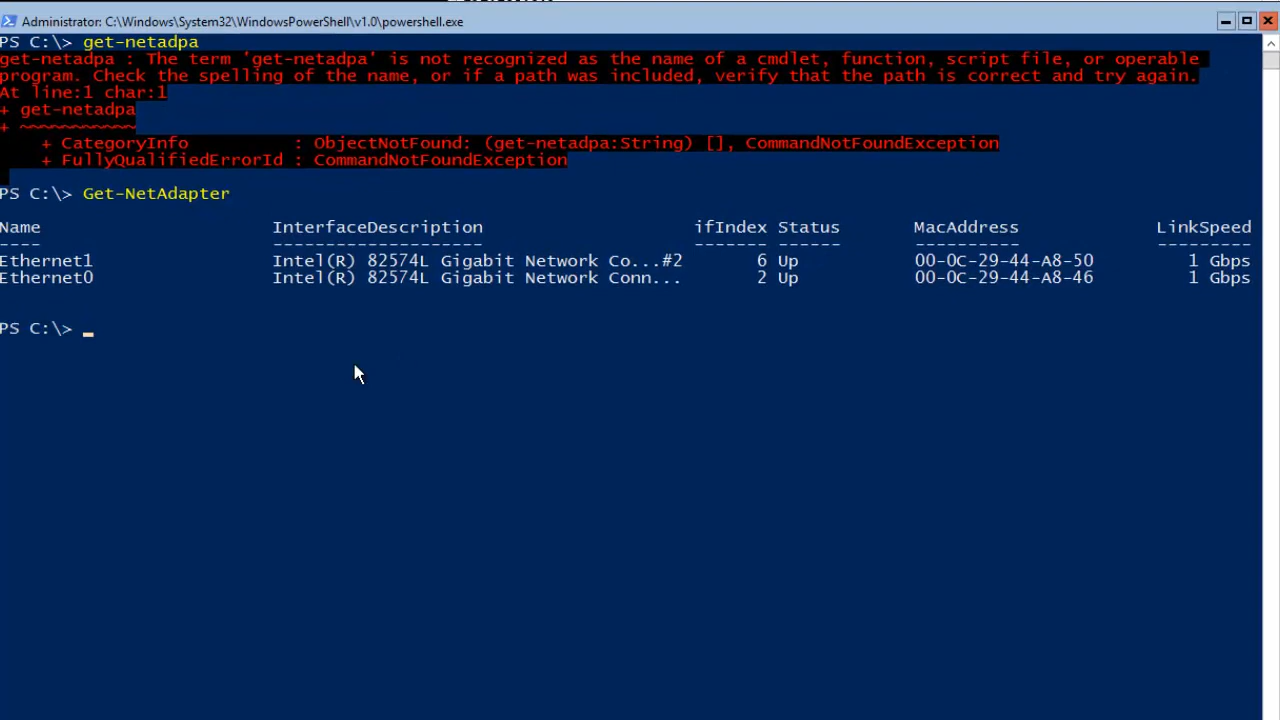 Administrator: C:\Windows\System32\WindowsPowerShell\v1.0\powershell.exe
PS C:\> get-netadpa
get-netadpa : The term 'get-netadpa' is not recognized as the name of a cmdlet, function, script file, or operable
program. Check the spelling of the name, or if a path was included, verify that the path is correct and try again.
At line:1 char:1
+ get-netadpa
+ ~~~~~~~~~~~
+ CategoryInfo : ObjectNotFound: (get-netadpa:String) [], CommandNotFoundException
+ FullyQualifiedErrorId : CommandNotFoundException
PS C:\> Get-NetAdapter
Name InterfaceDescription ifIndex Status MacAddress LinkSpeed
---- -------------------- ------- ------ ---------- ---------
Ethernet1 Intel(R) 82574L Gigabit Network Co...#2 6 Up 00-0C-29-44-A8-50 1 Gbps
Ethernet0 Intel(R) 82574L Gigabit Network Conn... 2 Up 00-0C-29-44-A8-46 1 Gbps
PS C:\> _